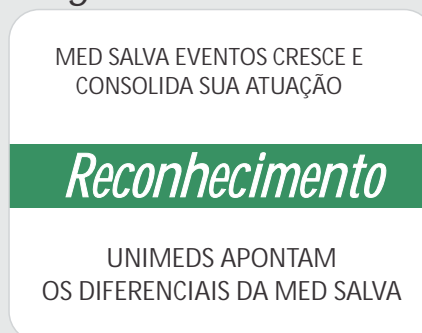 MED SALVA EVENTOS CRESCE E
CONSOLIDA SUA ATUAÇÃO
Reconhecimento
UNIMEDS APONTAM
OS DIFERENCIAIS DA MED SALVA